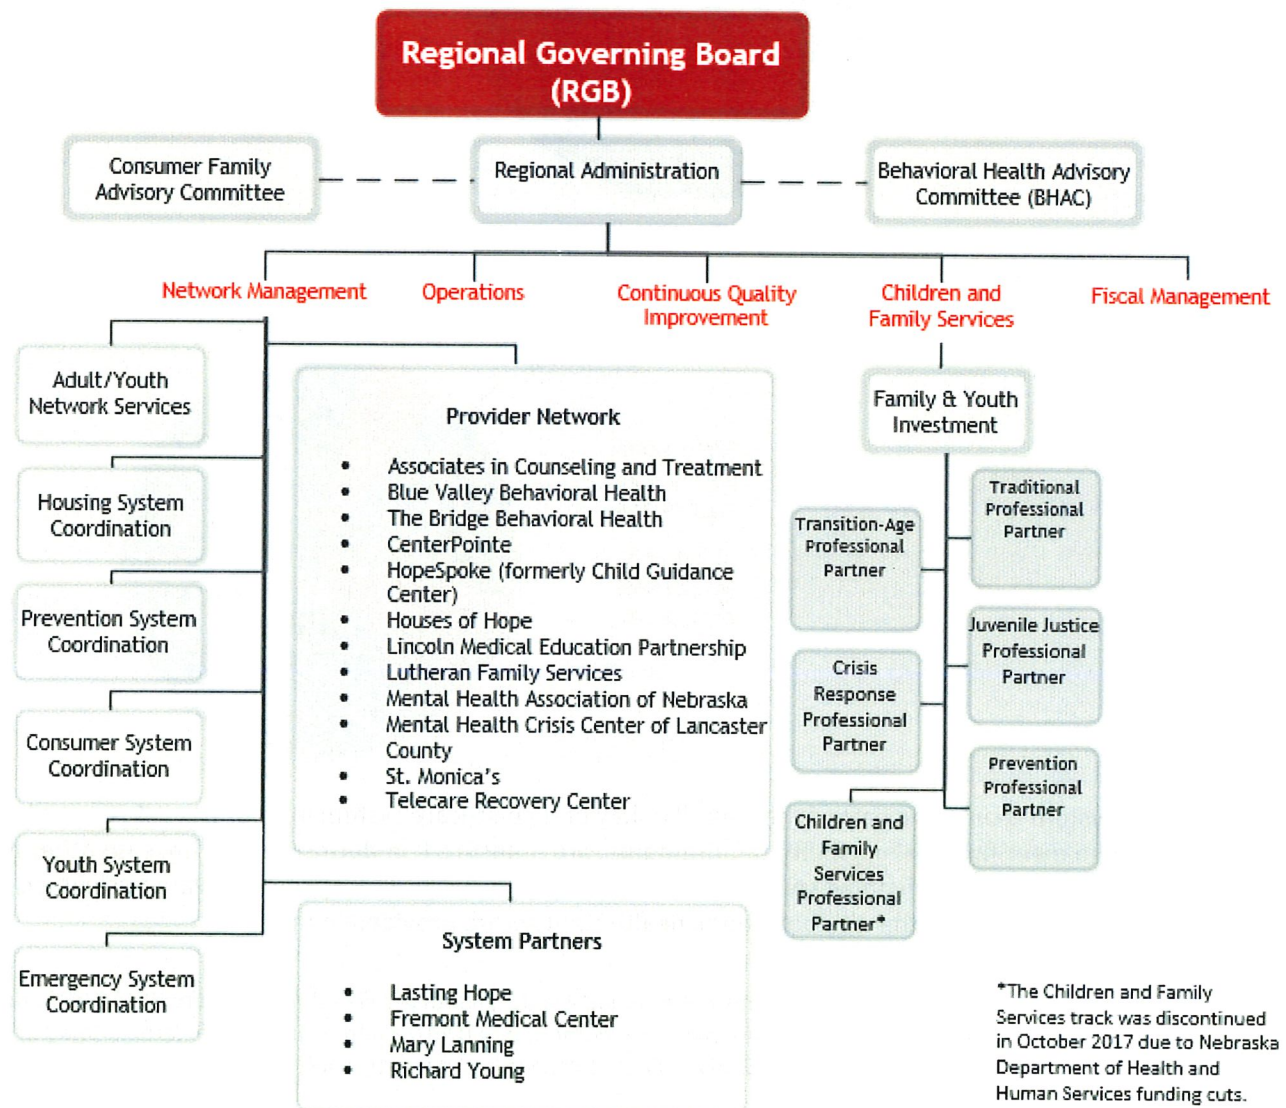 Regional Governing Board
(RGB)
Consumer Family
Advisory Committee
Regional Administration
Behavioral Health Advisory
Committee (BHAC)
Network Management
Operations
Continuous Quality
Improvement
Children and
Family Services
Fiscal Management
Adult/Youth
Network Services
Housing System
Coordination
Prevention System
Coordination
Consumer System
Coordination
Youth System
Coordination
Emergency System
Coordination
Provider Network
• Associates in Counseling and Treatment
• Blue Valley Behavioral Health
• The Bridge Behavioral Health
• CenterPointe
• HopeSpoke (formerly Child Guidance
Center)
• Houses of Hope
• Lincoln Medical Education Partnership
• Lutheran Family Services
• Mental Health Association of Nebraska
• Mental Health Crisis Center of Lancaster
County
• St. Monica's
• Telecare Recovery Center
System Partners
• Lasting Hope
• Fremont Medical Center
• Mary Lanning
• Richard Young
Family & Youth
Investment
Transition-Age
Professional
Partner
Traditional
Professional
Partner
Crisis
Response
Professional
Partner
Juvenile Justice
Professional
Partner
Children and
Family
Services
Professional
Partner*
Prevention
Professional
Partner
*The Children and Family
Services track was discontinued
in October 2017 due to Nebraska
Department of Health and
Human Services funding cuts.